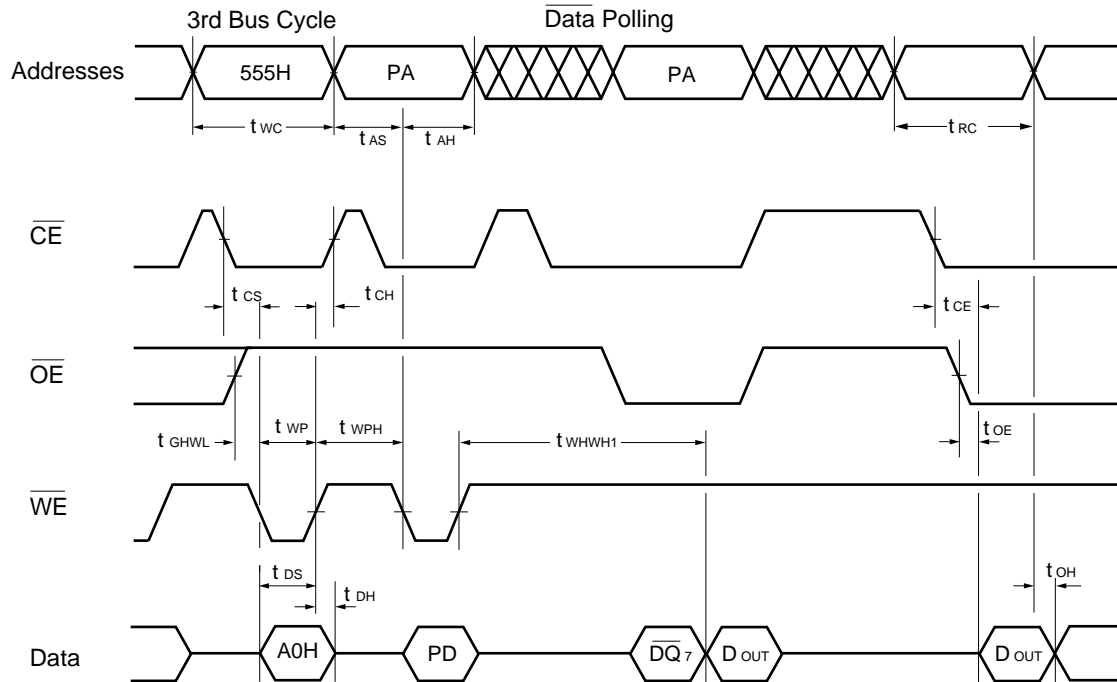 3rd Bus Cycle
Data Polling
Addresses
555H
PA
PA
t WC
t AS
t AH
t RC
CE
t CS
t CH
t CE
OE
t GHWL
t WP
t WPH
t WHWH1
t OE
WE
t DS
t DH
t OH
Data
A0H
PD
DQ 7
D OUT
D OUT